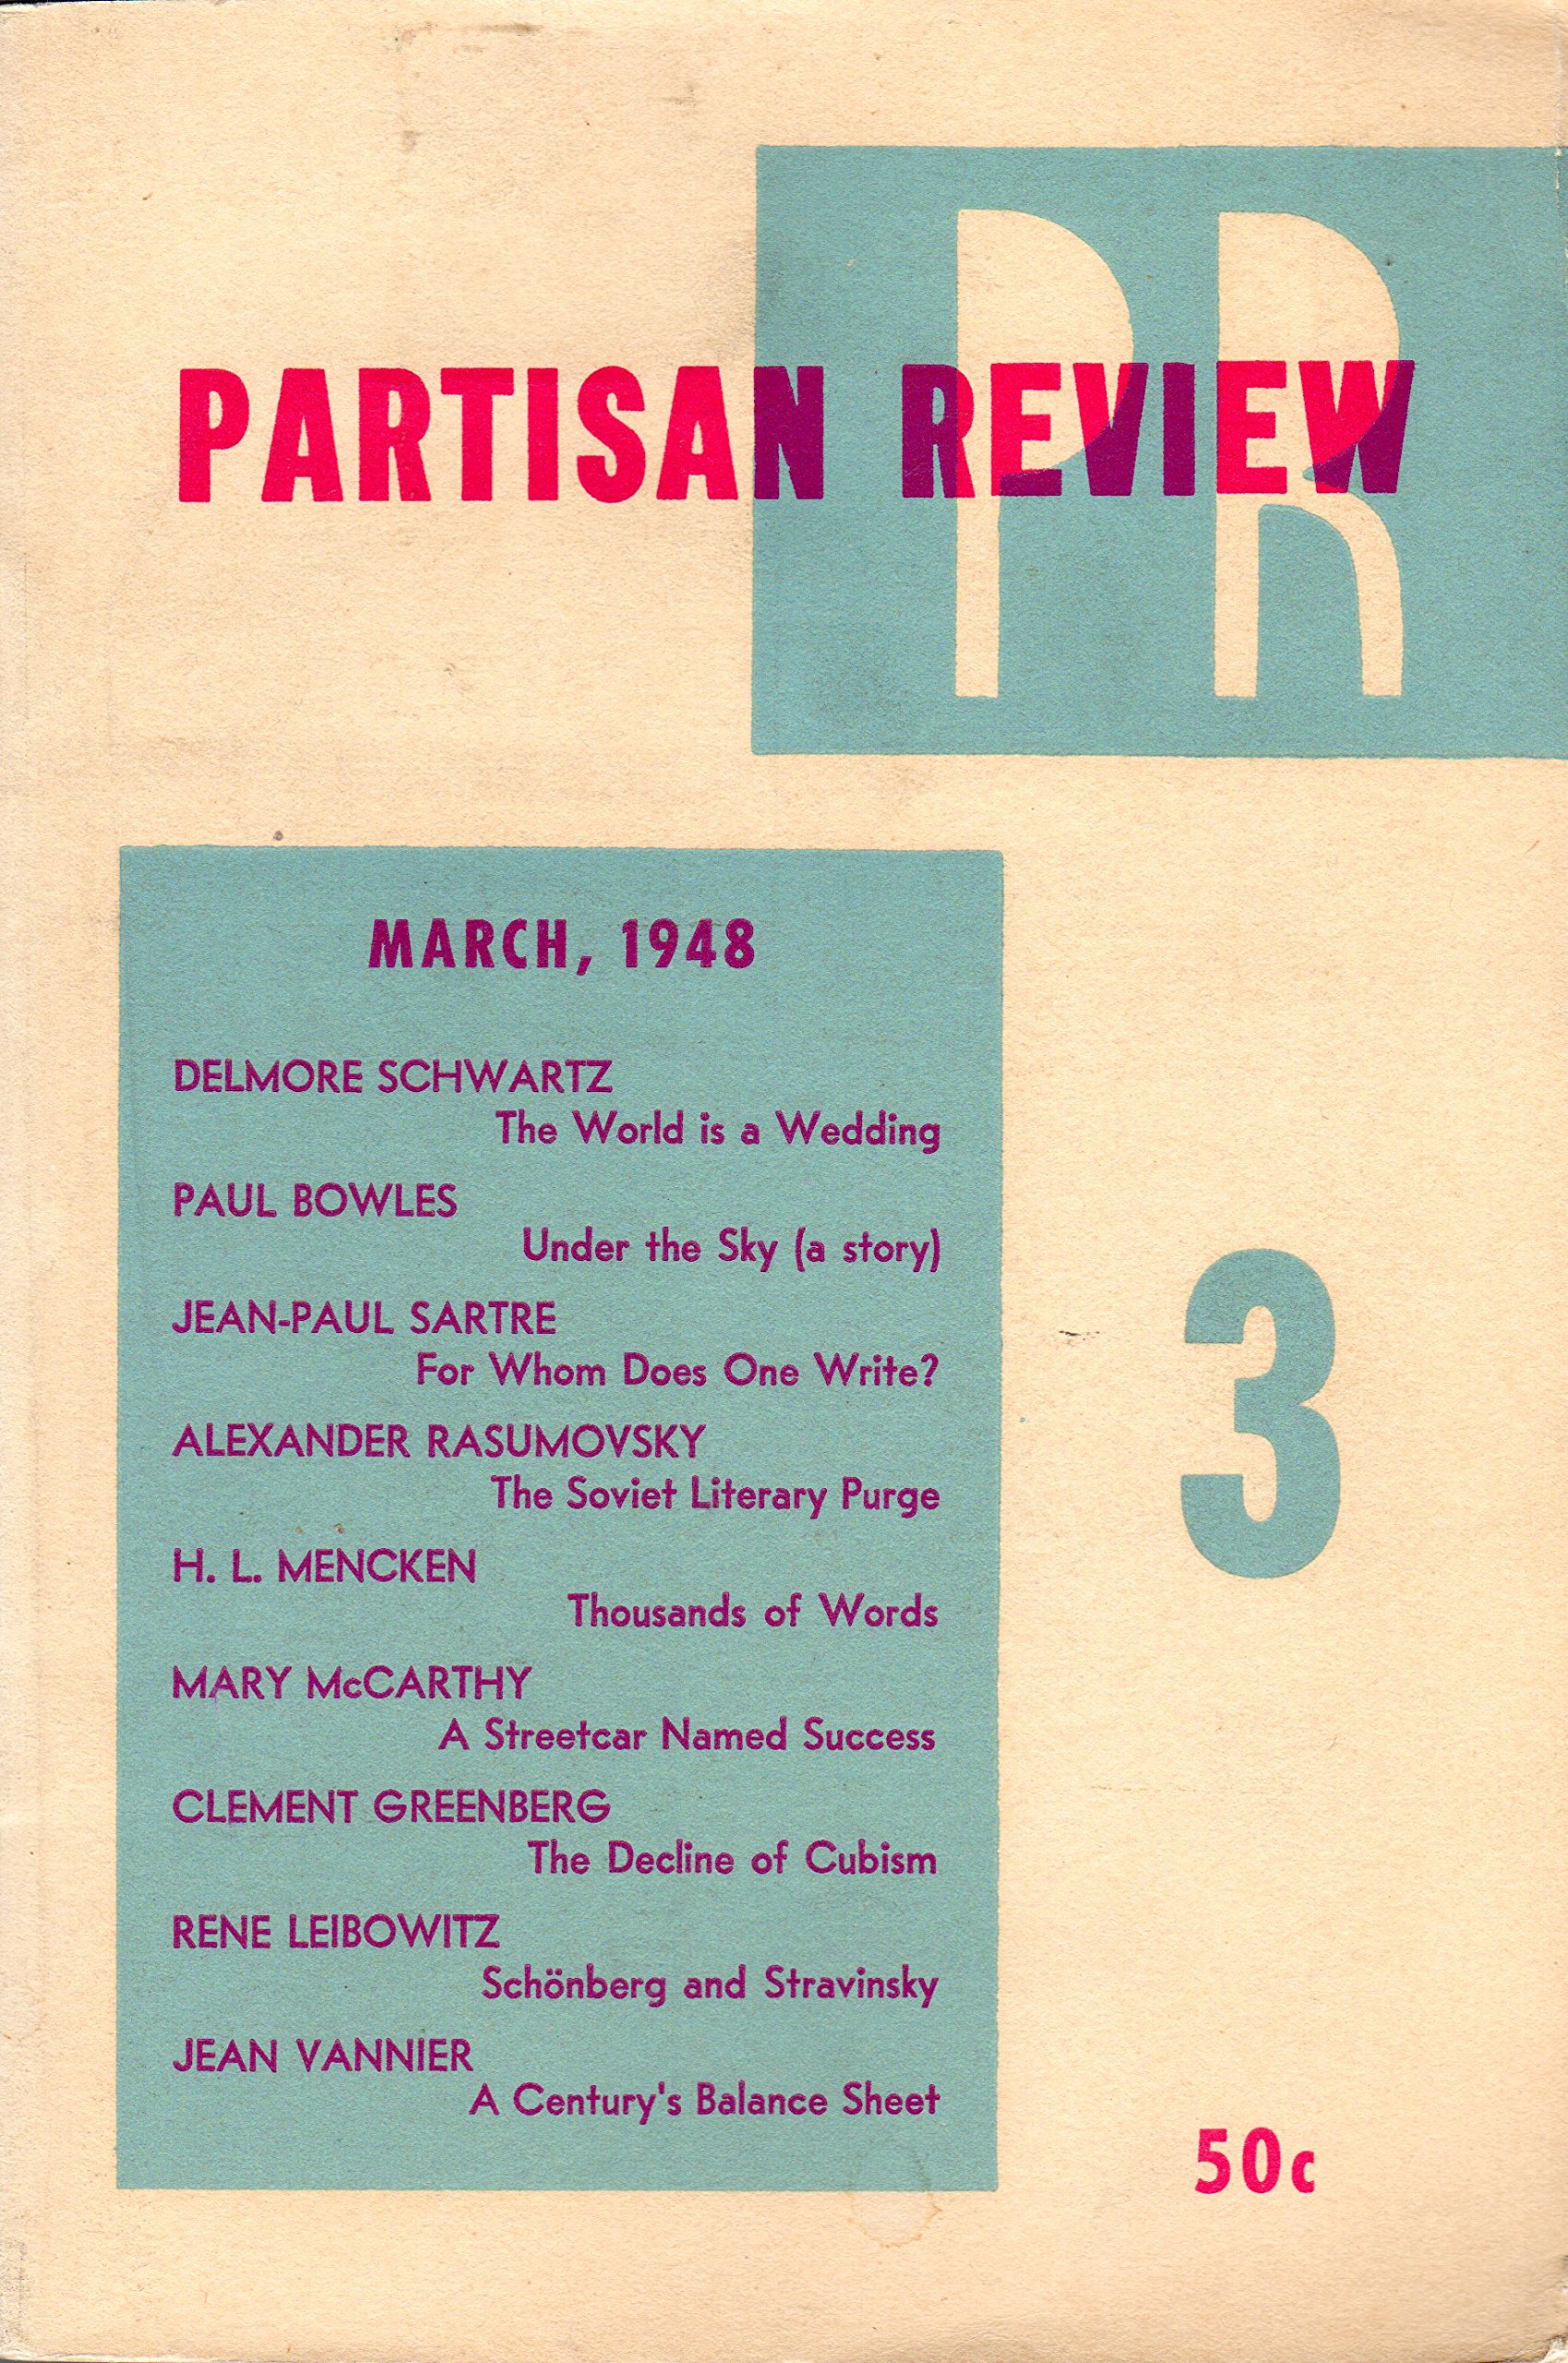 PR
PARTISAN REVIEW
MARCH, 1948
DELMORE SCHWARTZ
The World is a Wedding
PAUL BOWLES
Under the Sky (a story)
JEAN-PAUL SARTRE
For Whom Does One Write?
ALEXANDER RASUMOVSKY
The Soviet Literary Purge
H. L. MENCKEN
Thousands of Words
MARY McCARTHY
A Streetcar Named Success
CLEMENT GREENBERG
The Decline of Cubism
RENE LEIBOWITZ
Schönberg and Stravinsky
JEAN VANNIER
A Century's Balance Sheet
3
50c